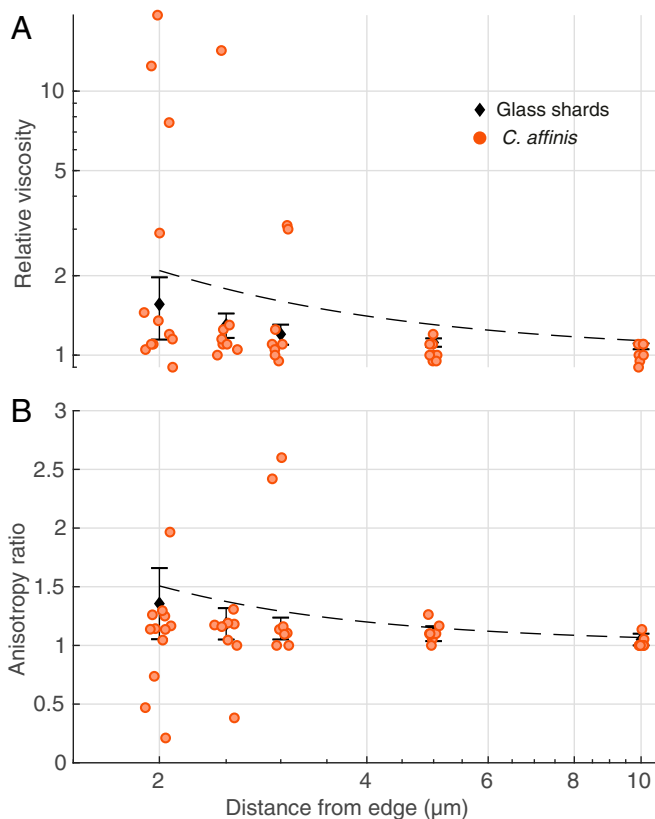 A
Relative viscosity
10
5
2
1
Glass shards
C. affinis
B
Anisotropy ratio
3
2.5
2
1.5
1
0.5
0
2
4
6
8
10
Distance from edge (μm)